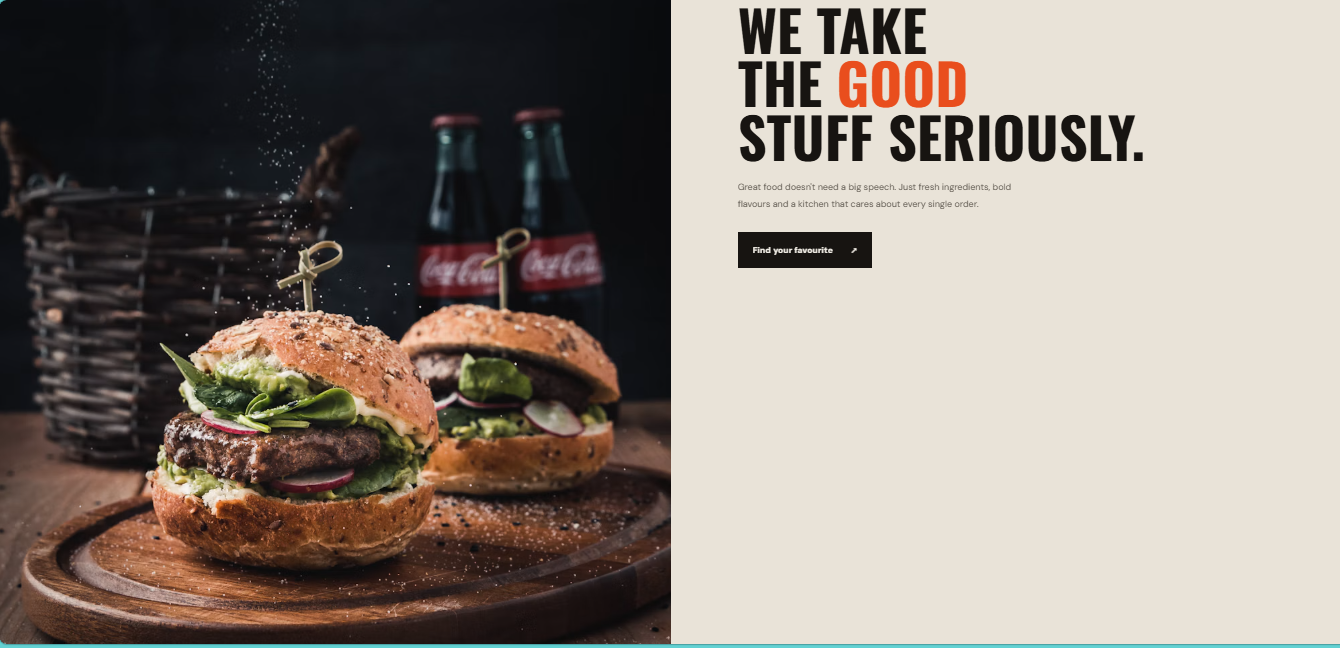 WE TAKE
THE GOOD
STUFF SERIOUSLY.
Great food doesn't need a big speech. Just fresh ingredients, bold
flavours and a kitchen that cares about every single order.
Find your favourite ↗
Coca-Cola
Coca-Cola